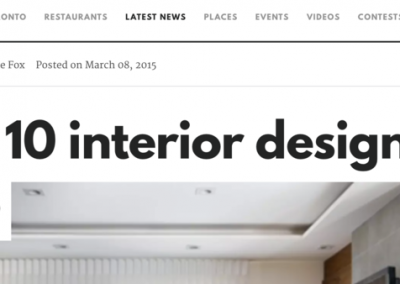 ONTO RESTAURANTS LATEST NEWS PLACES EVENTS VIDEOS CONTESTS
e Fox Posted on March 08, 2015
10 interior design